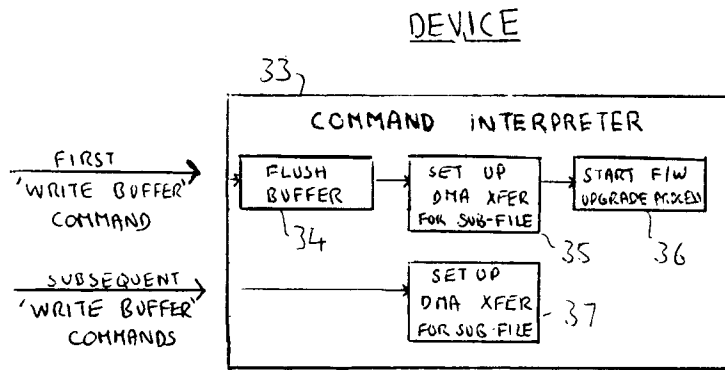 DEVICE
33
COMMAND INTERPRETER
FIRST
'WRITE BUFFER'
COMMAND
FLUSH
BUFFER
34
SET UP
DMA XFER
FOR SUB-FILE
35
START F/W
UPGRADE PROCESS
36
SUBSEQUENT
'WRITE BUFFER'
COMMANDS
SET UP
DMA XFER
FOR SUB-FILE
37